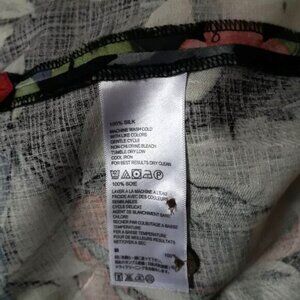 100% SILK
MACHINE WASH COLD
WITH LIKE COLORS
GENTLE CYCLE
NON-CHLORINE BLEACH
TUMBLE DRY LOW
COOL IRON
FOR BEST RESULTS DRY CLEAN
100% SOIE
LAVER A LA MACHINE A L'EAU
FROIDE AVEC DES COULEURS
SEMBLABLES
CYCLE DELICAT
AGENT DE BLANCHIMENT SANS
CHLORE
SECHER PAR CULBUTAGE A BASSE
TEMPERATURE
FER A BASSE TEMPERATURE
POUR DE MEILLEURS RESULTATS
NETTOYER A SEC